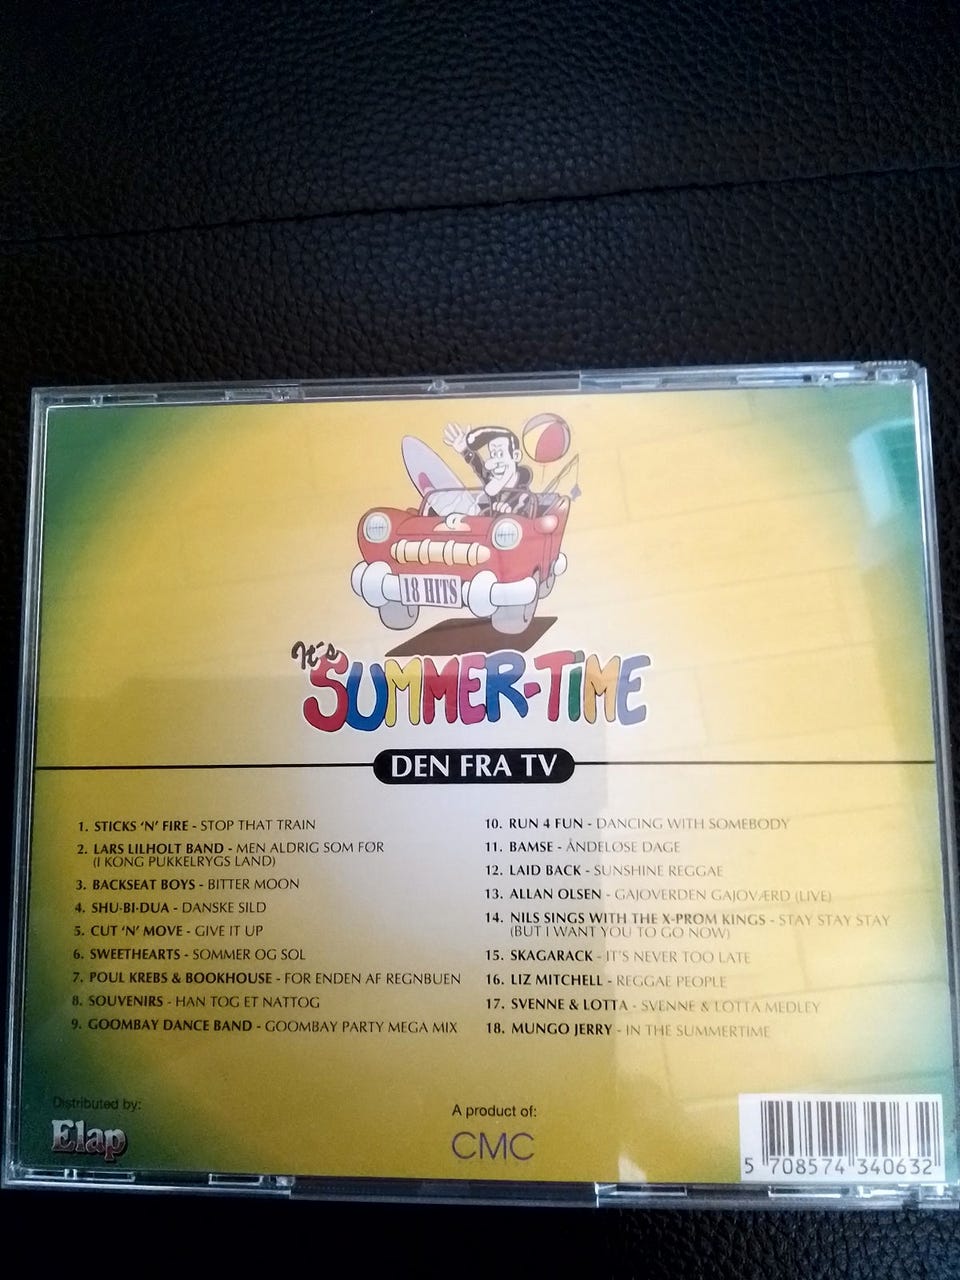 18 HITS
It's
SUMMER-TIME
DEN FRA TV
1. STICKS 'N' FIRE - STOP THAT TRAIN
2. LARS LILHOLT BAND - MEN ALDRIG SOM FØR
(I KONG PUKKELRYGS LAND)
3. BACKSEAT BOYS - BITTER MOON
4. SHU-BI-DUA - DANSKE SILD
5. CUT 'N' MOVE - GIVE IT UP
6. SWEETHEARTS - SOMMER OG SOL
7. POUL KREBS & BOOKHOUSE - FOR ENDEN AF REGNBUEN
8. SOUVENIRS - HAN TOG ET NATTOG
9. GOOMBAY DANCE BAND - GOOMBAY PARTY MEGA MIX
10. RUN 4 FUN - DANCING WITH SOMEBODY
11. BAMSE - ÅNDELØSE DAGE
12. LAID BACK - SUNSHINE REGGAE
13. ALLAN OLSEN - GAJOVERDEN GAJOVÆRD (LIVE)
14. NILS SINGS WITH THE X-PROM KINGS - STAY STAY STAY
(BUT I WANT YOU TO GO NOW)
15. SKAGARACK - IT'S NEVER TOO LATE
16. LIZ MITCHELL - REGGAE PEOPLE
17. SVENNE & LOTTA - SVENNE & LOTTA MEDLEY
18. MUNGO JERRY - IN THE SUMMERTIME
Distributed by:
Elap
A product of:
CMC
5 708574 340632